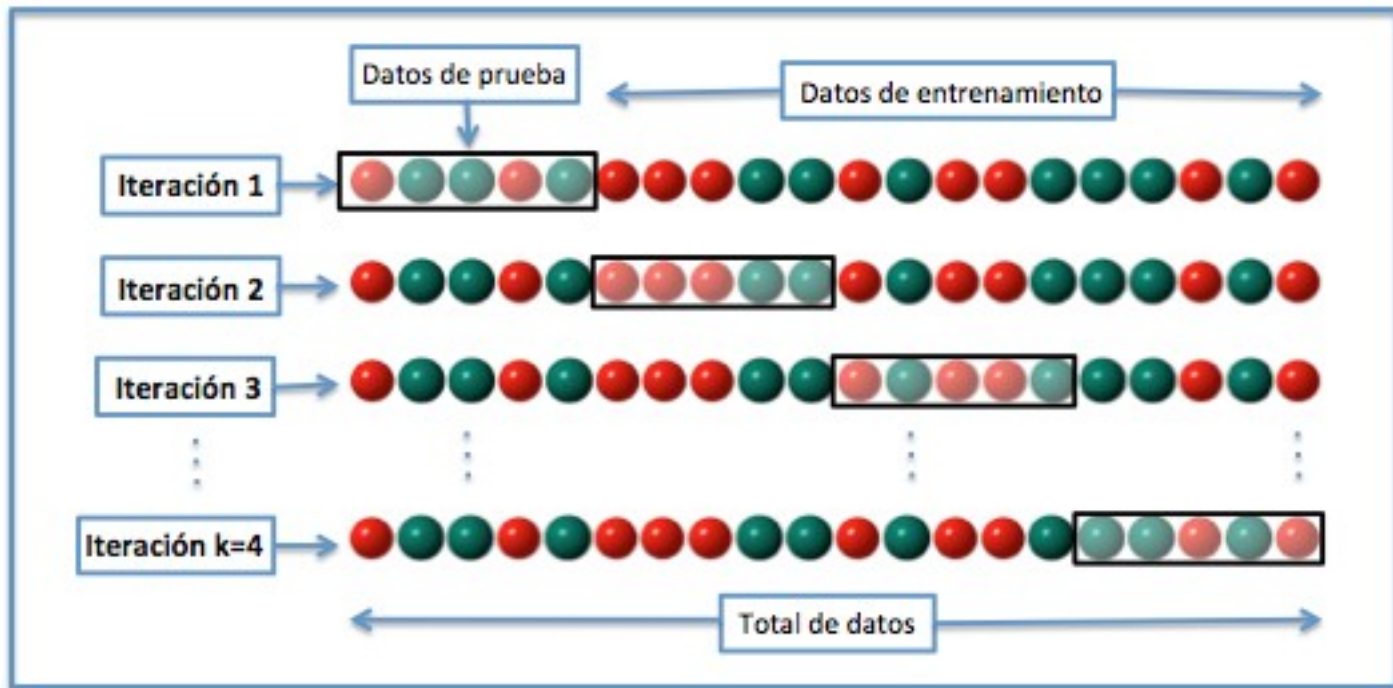 Datos de prueba
Datos de entrenamiento
Iteración 1
Iteración 2
Iteración 3
Iteración k=4
Total de datos